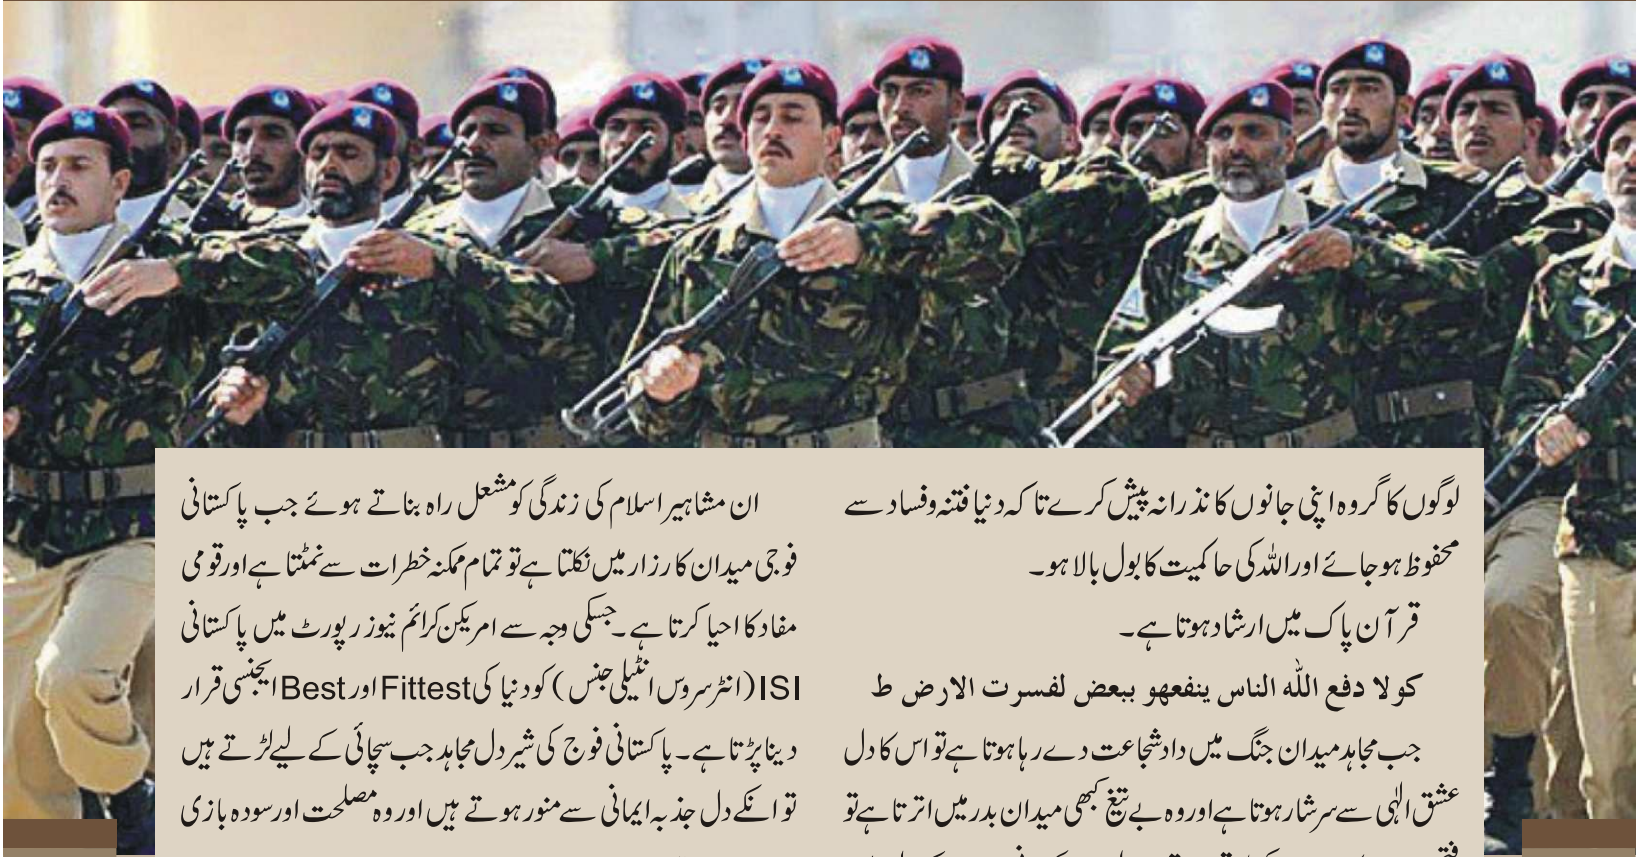 لوگوں کا گروہ اپنی جانوں کا نذرانہ پیش کرے تا کہ دنیا فتنہ و فساد سے
محفوظ ہو جائے اور اللہ کی حاکمیت کا بول بالا ہو۔
قرآن پاک میں ارشاد ہوتا ہے۔
کو لا دفع اللہ الناس ینفعھو ببعض لفسرت الارض ط
جب مجاہد میدان جنگ میں داد شجاعت دے رہا ہوتا ہے تو اس کا دل
عشق الٰہی سے سرشار ہوتا ہے اور وہ بے تیغ کبھی میدان بدر میں اترتا ہے تو
ان مشاہیر اسلام کی زندگی کو مشعل راہ بناتے ہوئے جب پاکستانی
فوجی میدان کارزار میں نکلتا ہے تو تمام ممکنہ خطرات سے نمٹتا ہے اور قومی
مفاد کا احیا کرتا ہے۔ جسکی وجہ سے امریکن کرائم نیوز رپورٹ میں پاکستانی
ISI (انٹر سروس انٹیلی جنس) کو دنیا کی Fittest اور Best ایجنسی قرار
دینا پڑتا ہے۔ پاکستانی فوج کی شیر دل مجاہد جب سچائی کے لیے لڑتے ہیں
تو انکے دل جذبہ ایمانی سے منور ہوتے ہیں اور وہ مصلحت اور سودہ بازی